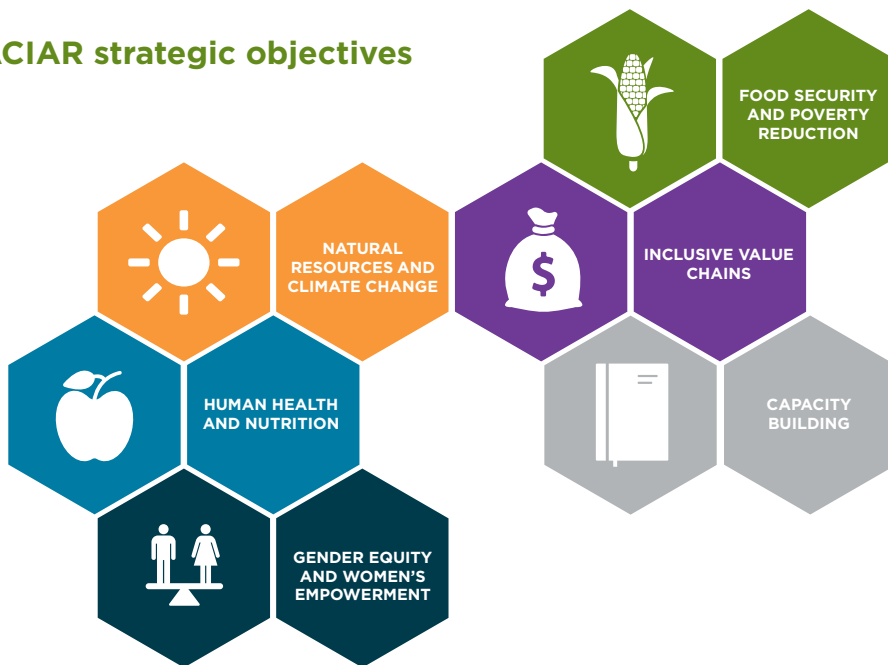 ACIAR strategic objectives
FOOD SECURITY
AND POVERTY
REDUCTION
NATURAL
RESOURCES AND
CLIMATE CHANGE
$
INCLUSIVE VALUE
CHAINS
HUMAN HEALTH
AND NUTRITION
CAPACITY
BUILDING
GENDER EQUITY
AND WOMEN'S
EMPOWERMENT